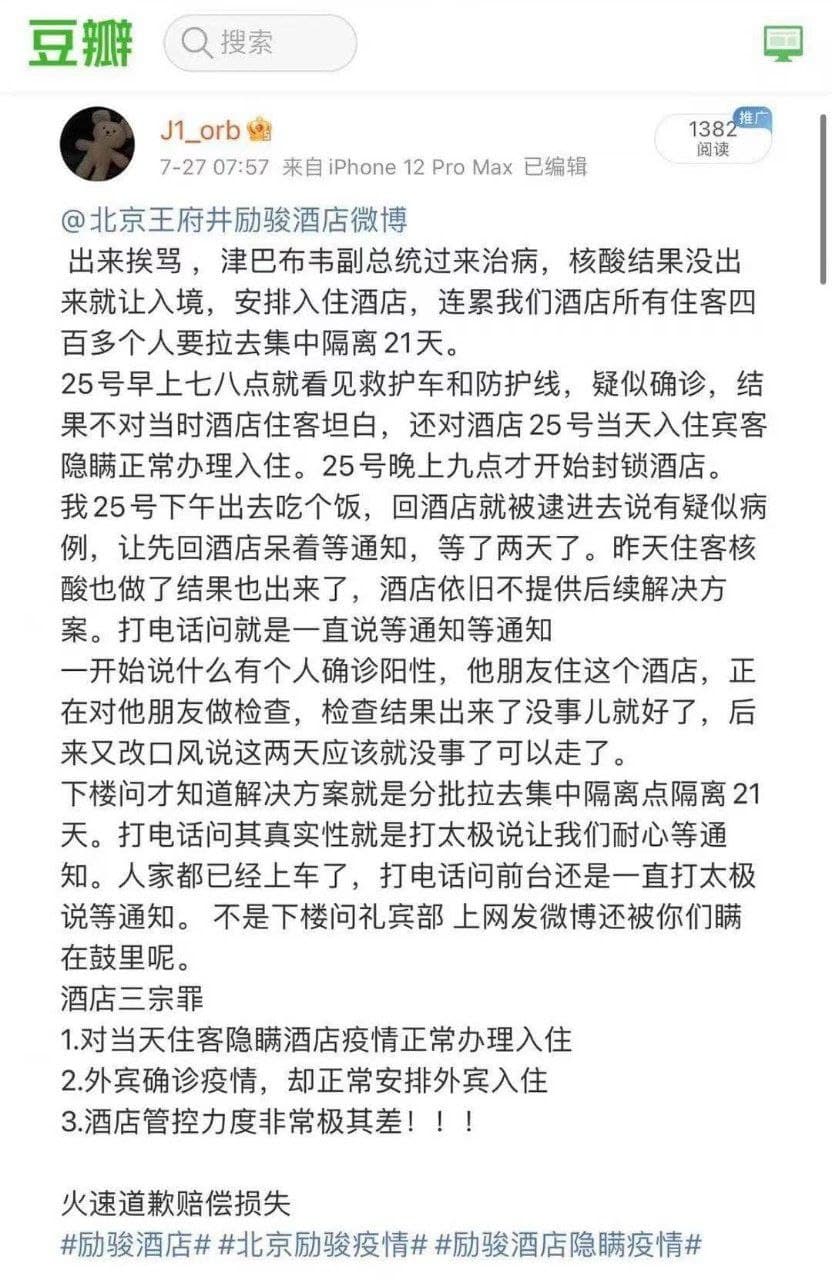 豆瓣
搜索
J1_orb
7-27 07:57 来自 iPhone 12 Pro Max 已编辑
推广
1382
阅读
@北京王府井励骏酒店微博
出来挨骂 ，津巴布韦副总统过来治病，核酸结果没出
来就让入境，安排入住酒店，连累我们酒店所有住客四
百多个人要拉去集中隔离21天。
25号早上七八点就看见救护车和防护线，疑似确诊，结
果不对当时酒店住客坦白，还对酒店25号当天入住宾客
隐瞒正常办理入住。25号晚上九点才开始封锁酒店。
我25号下午出去吃个饭，回酒店就被逮进去说有疑似病
例，让先回酒店呆着等通知，等了两天了。昨天住客核
酸也做了结果也出来了，酒店依旧不提供后续解决方
案。打电话问就是一直说等通知等通知
一开始说什么有个人确诊阳性，他朋友住这个酒店，正
在对他朋友做检查，检查结果出来了没事儿就好了，后
来又改口风说这两天应该就没事了可以走了。
下楼问才知道解决方案就是分批拉去集中隔离点隔离21
天。打电话问其真实性就是打太极说让我们耐心等通
知。人家都已经上车了，打电话问前台还是一直打太极
说等通知。 不是下楼问礼宾部 上网发微博还被你们瞒
在鼓里呢。
酒店三宗罪
1.对当天住客隐瞒酒店疫情正常办理入住
2.外宾确诊疫情，却正常安排外宾入住
3.酒店管控力度非常极其差！！！
火速道歉赔偿损失
#励骏酒店# #北京励骏疫情# #励骏酒店隐瞒疫情#